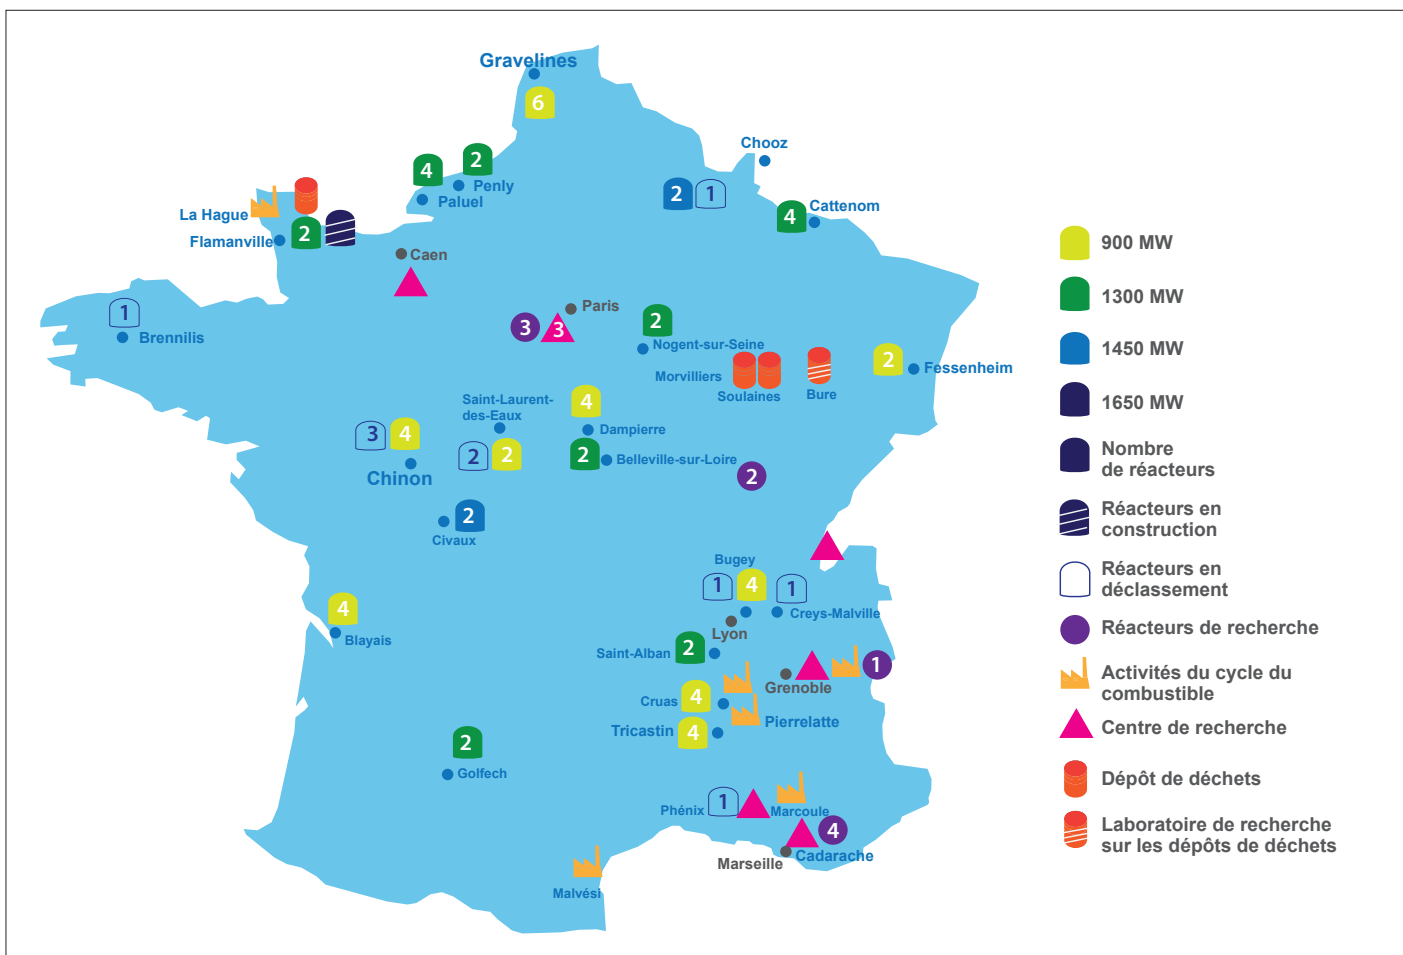 Gravelines
6
Chooz
2
4
Penly
Paluel
2
1
4
Cattenom
La Hague
Flamanville
2
Caen
1
Brennilis
Paris
3
3
2
Nogent-sur-Seine
Morvilliers
Soulaines
Bure
2
Fessenheim
Saint-Laurent-
des-Eaux
4
Dampierre
3
4
Chinon
2
2
2
Belleville-sur-Loire
2
2
Civaux
Bugey
1
4
1
Creys-Malville
Lyon
4
Blayais
Saint-Alban
2
Grenoble
1
Cruas
4
Pierrelatte
Tricastin
4
2
Golfech
Phénix
1
Marcoule
4
Marseille
Cadarache
Malvési
900 MW
1300 MW
1450 MW
1650 MW
Nombre
de réacteurs
Réacteurs en
construction
Réacteurs en
déclassement
Réacteurs de recherche
Activités du cycle du
combustible
Centre de recherche
Dépôt de déchets
Laboratoire de recherche
sur les dépôts de déchets